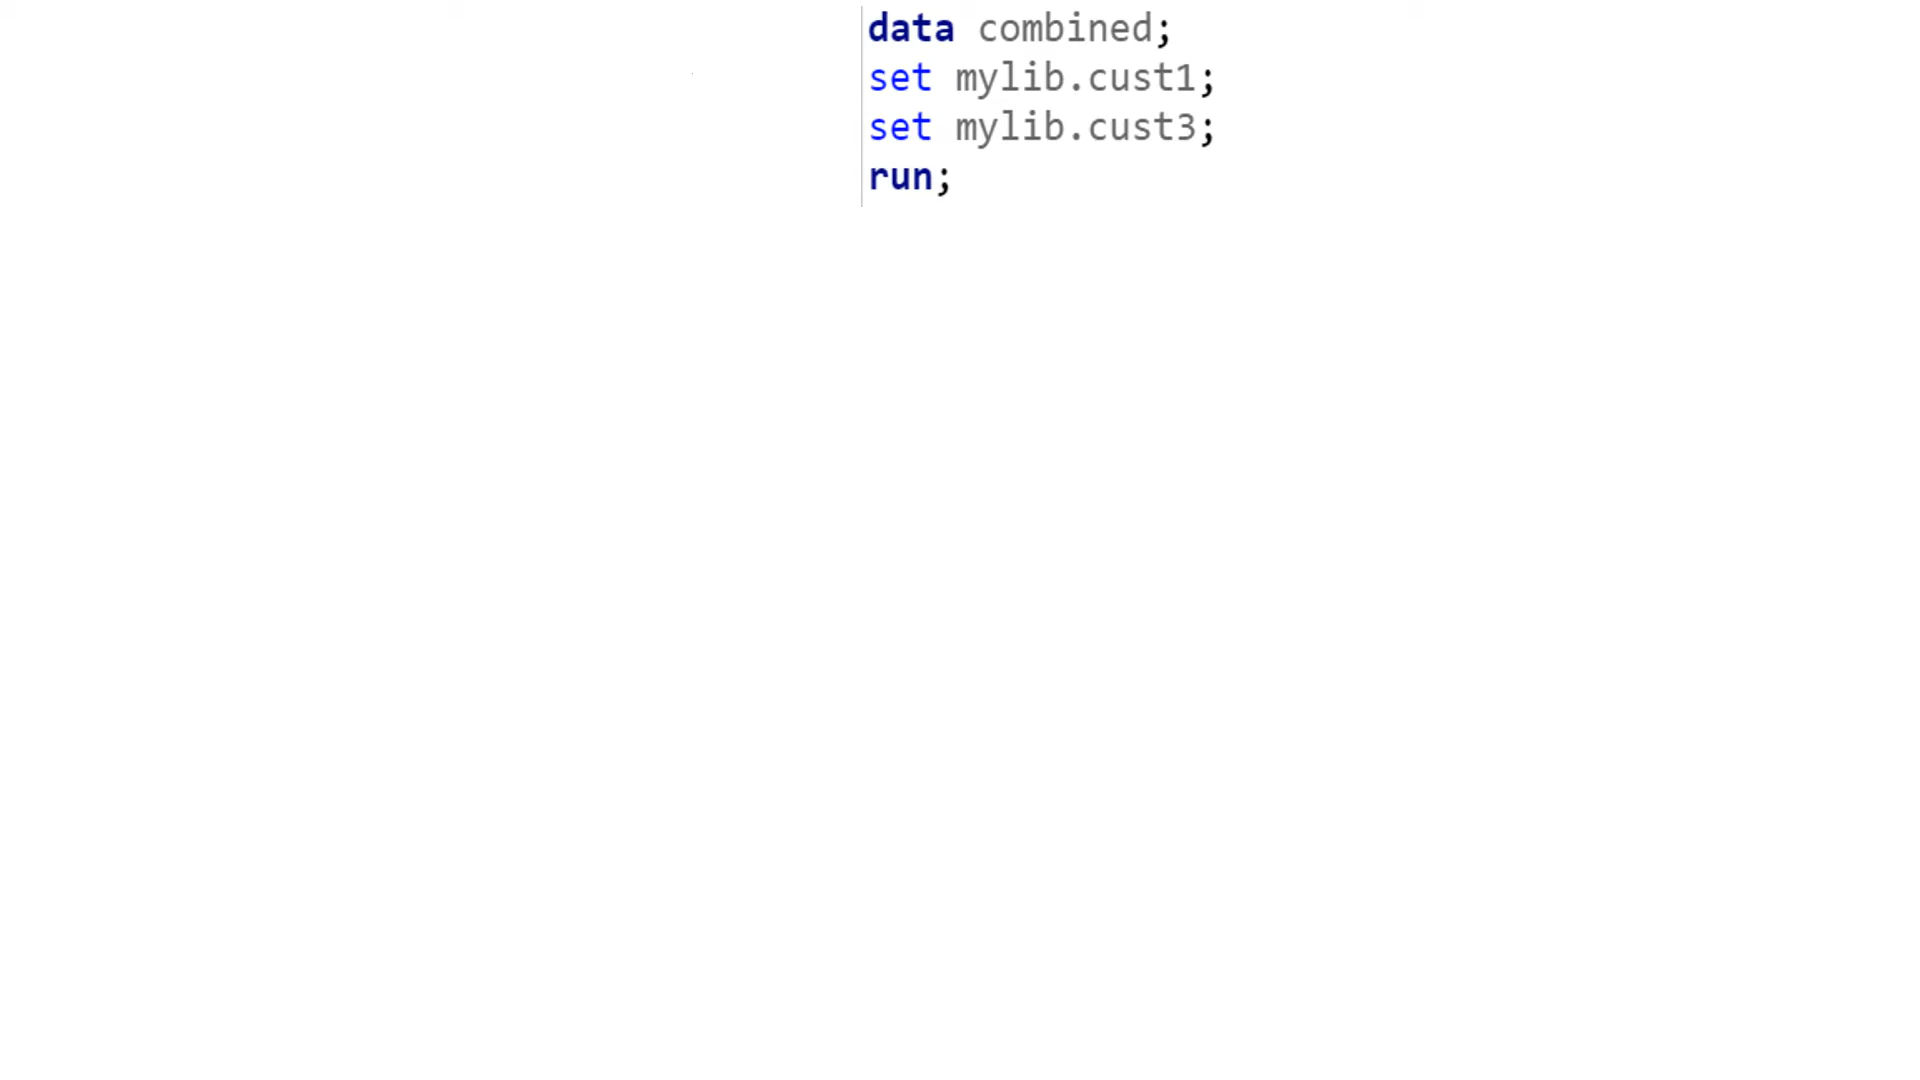 data combined;
set mylib.cust1;
set mylib.cust3;
run;